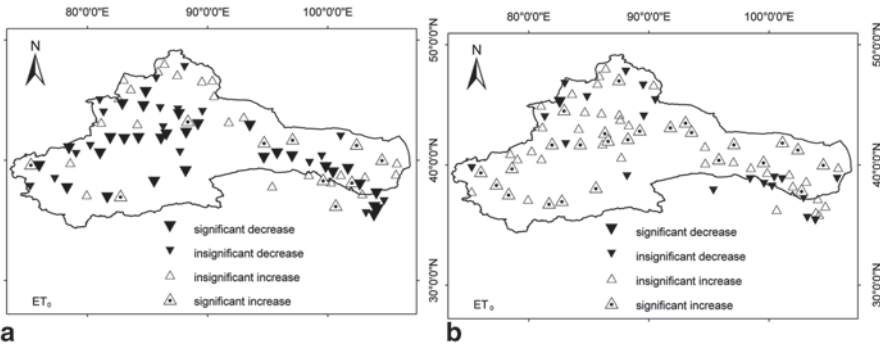 80°0'0"E 90°0'0"E 100°0'0"E
N
50°0'0"N
40°0'0"N
30°0'0"N
significant decrease
insignificant decrease
insignificant increase
significant increase
ET₀
a
80°0'0"E 90°0'0"E 100°0'0"E
N
50°0'0"N
40°0'0"N
30°0'0"N
significant decrease
insignificant decrease
insignificant increase
significant increase
ET₀
b